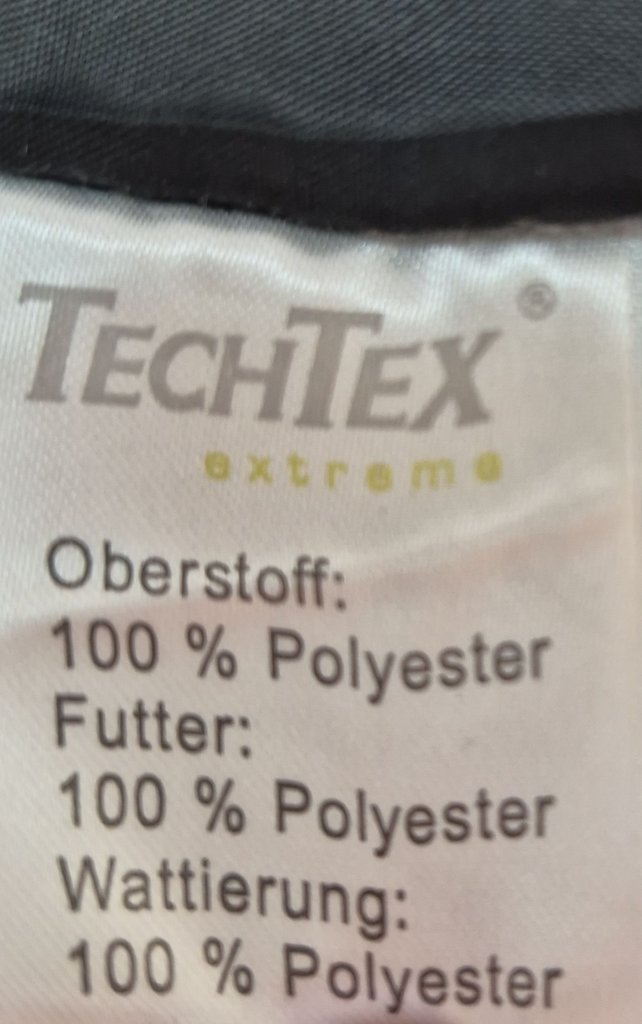 TECHTEX ®
extreme
Oberstoff:
100 % Polyester
Futter:
100 % Polyester
Wattierung:
100 % Polyester